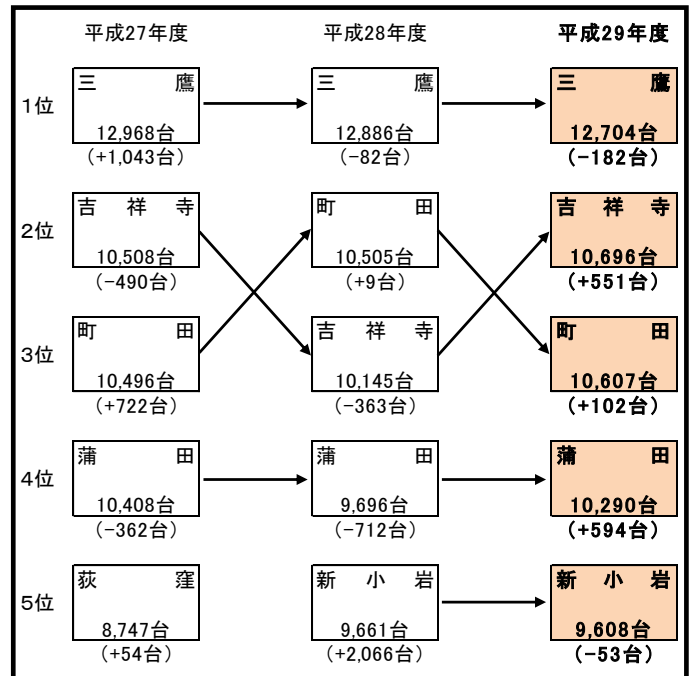 平成27年度 平成28年度 平成29年度
1位 三鷹 三鷹 三鷹
12,968台 12,886台 12,704台
(+1,043台) (-82台) (-182台)
2位 吉祥寺 町田 吉祥寺
10,508台 10,505台 10,696台
(-490台) (+9台) (+551台)
3位 町田 吉祥寺 町田
10,496台 10,145台 10,607台
(+722台) (-363台) (+102台)
4位 蒲田 蒲田 蒲田
10,408台 9,696台 10,290台
(-362台) (-712台) (+594台)
5位 荻窪 新小岩 新小岩
8,747台 9,661台 9,608台
(+54台) (+2,066台) (-53台)